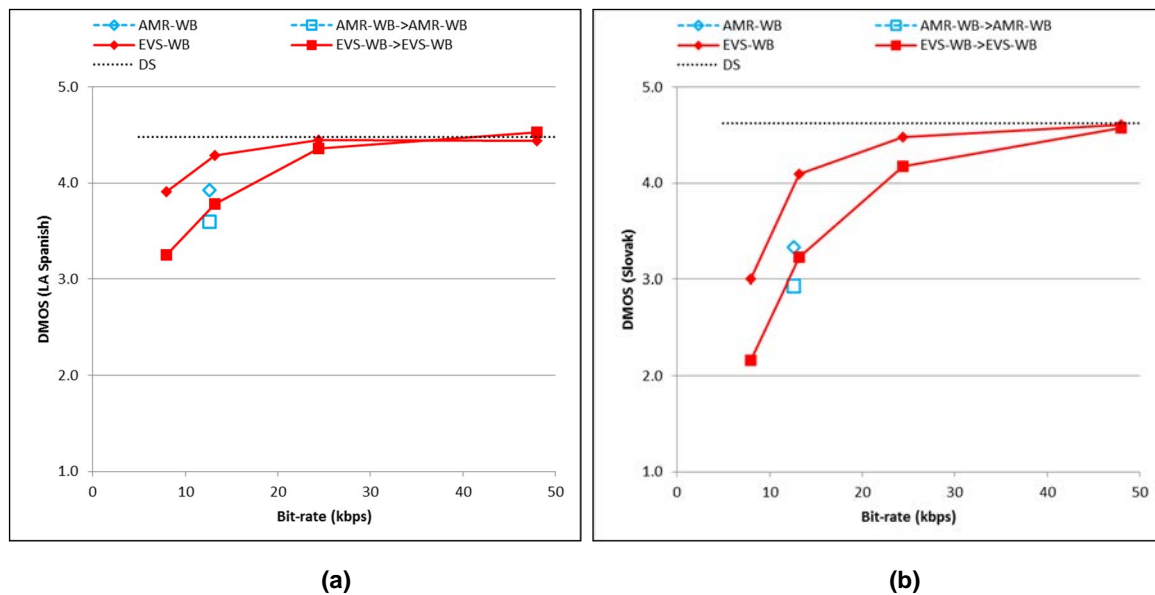 AMR-WB AMR-WB->AMR-WB
EVS-WB EVS-WB->EVS-WB
DS
5.0
4.0
3.0
2.0
1.0
DMOS (LA Spanish)
0 10 20 30 40 50
Bit-rate (kbps)
(a)
AMR-WB AMR-WB->AMR-WB
EVS-WB EVS-WB->EVS-WB
DS
5.0
4.0
3.0
2.0
1.0
DMOS (Slovak)
0 10 20 30 40 50
Bit-rate (kbps)
(b)